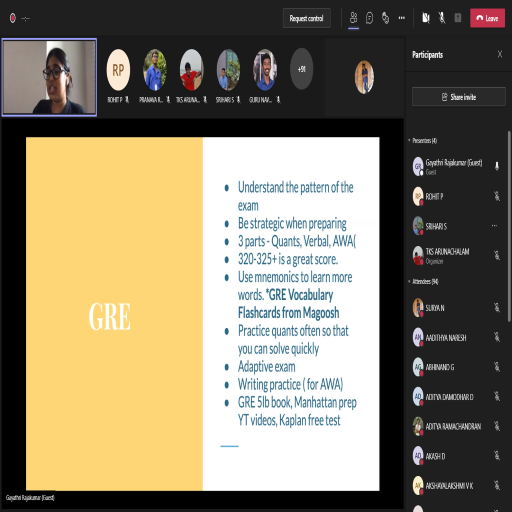 --:--
Request control
Leave
RP
+91
ROHIT P
PRANAVA R...
TKS ARUNA...
SRIHARI S
GURU NAV...
Participants
Share invite
Presenters (4)
Gayathri Rajakumar (Guest)
Guest
ROHIT P
SRIHARI S
TKS ARUNACHALAM
Organizer
Attendees (94)
SURYA N
AADITHYA NARESH
ABHINAND G
ADITYA DAMODHAR D
ADITYA RAMACHANDRAN
AKASH D
AKSHAYALAKSHMI V K
GRE
Understand the pattern of the
exam
Be strategic when preparing
3 parts - Quants, Verbal, AWA(
320-325+ is a great score.
Use mnemonics to learn more
words. *GRE Vocabulary
Flashcards from Magoosh
Practice quants often so that
you can solve quickly
Adaptive exam
Writing practice ( for AWA)
GRE 5lb book, Manhattan prep
YT videos, Kaplan free test
Gayathri Rajakumar (Guest)